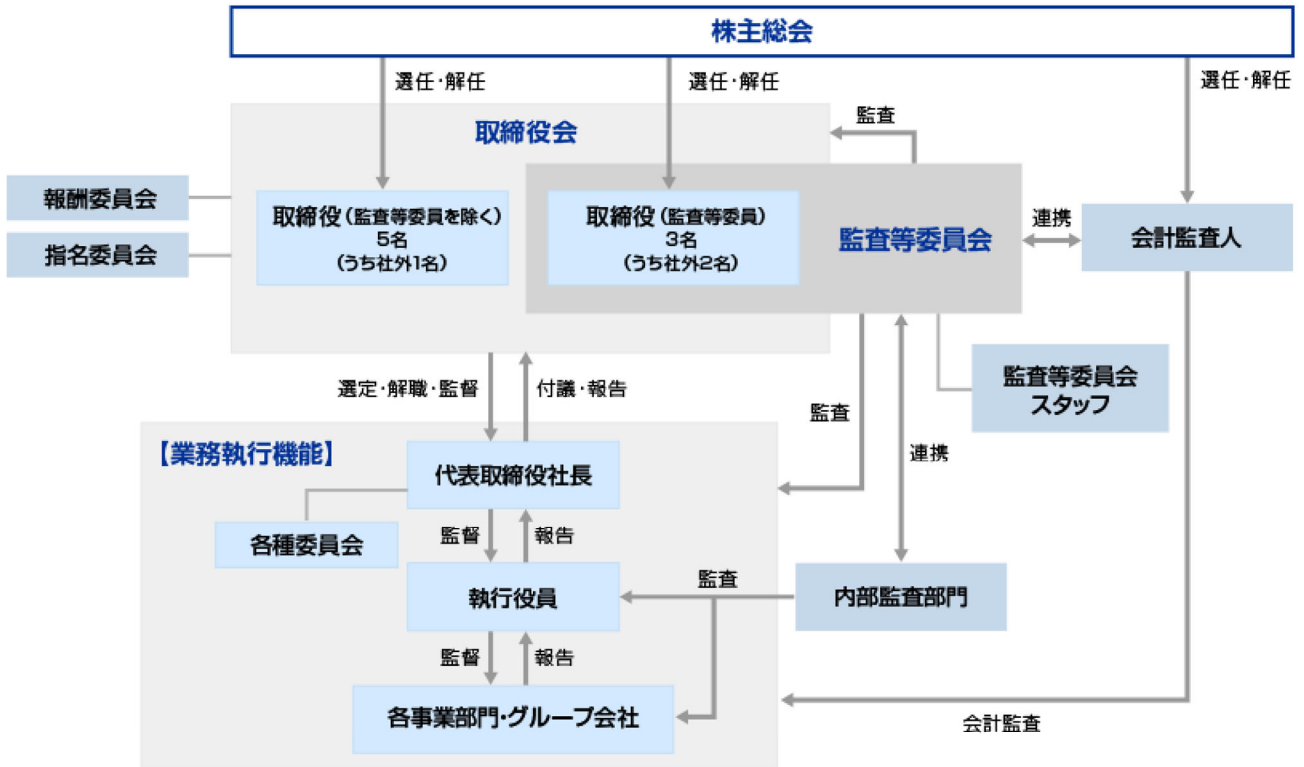 株主総会
選任・解任
選任・解任
選任・解任
取締役会
監査
報酬委員会
指名委員会
取締役（監査等委員を除く）
5名
（うち社外1名）
取締役（監査等委員）
3名
（うち社外2名）
監査等委員会
連携
会計監査人
選定・解職・監督
付議・報告
監査
連携
監査等委員会
スタッフ
【業務執行機能】
代表取締役社長
各種委員会
監督
報告
執行役員
監査
内部監査部門
監督
報告
各事業部門・グループ会社
会計監査